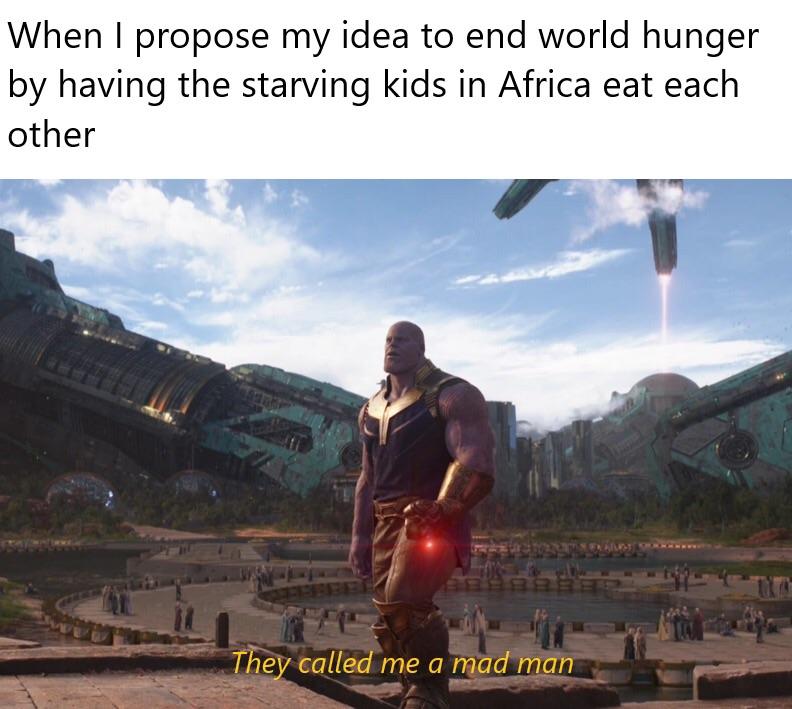 When I propose my idea to end world hunger
by having the starving kids in Africa eat each
other
They called me a mad man